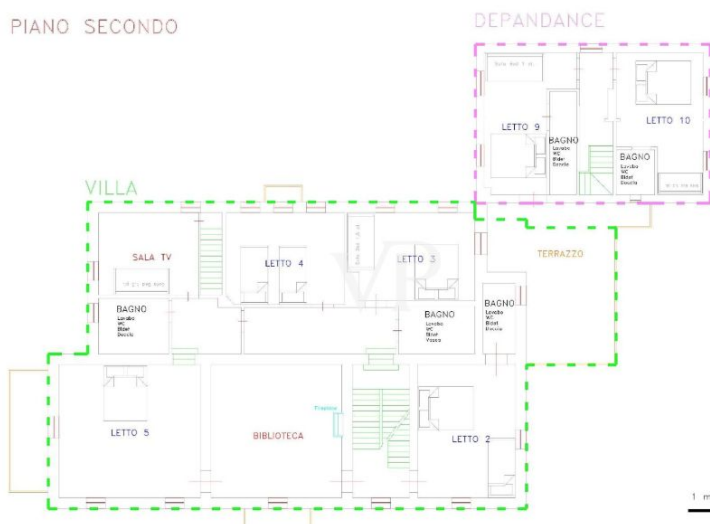 PIANO SECONDO
DEPANDANCE
LETTO 9
LETTO 10
BAGNO
Lavabo
WC
Bidet
Doccia
BAGNO
Lavabo
WC
Bidet
Doccia
VILLA
SALA TV
LETTO 4
LETTO 3
TERRAZZO
VP
BAGNO
Lavabo
WC
Bidet
Doccia
BAGNO
Lavabo
WC
Bidet
Vasca
BAGNO
Lavabo
WC
Bidet
Doccia
LETTO 5
BIBLIOTECA
LETTO 2
1 m